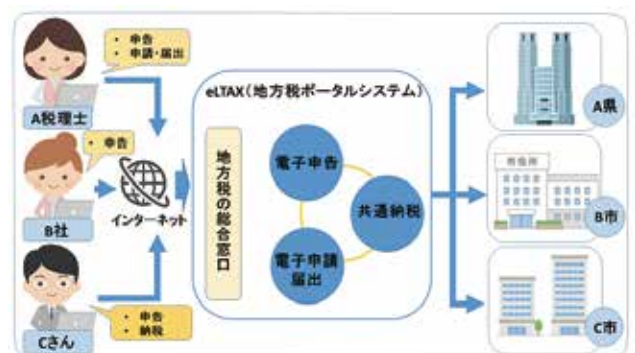 ・ 申告
・ 申請・届出
A税理士
・ 申告
B社
インターネット
・ 申告
・ 納税
Cさん
eLTAX(地方税ポータルシステム)
地方税の総合窓口
電子申告
共通納税
電子申請
届出
A県
市役所
B市
C市